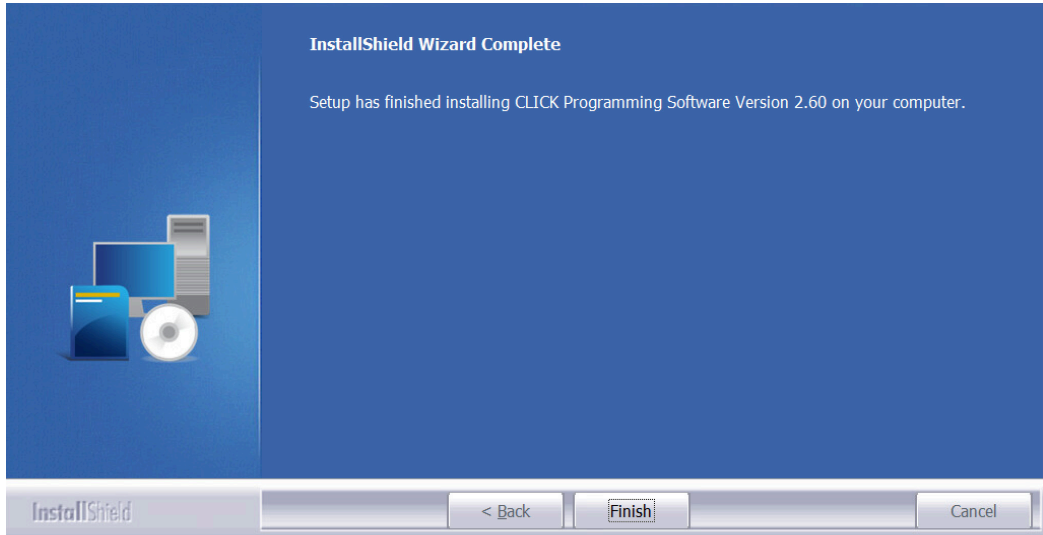 InstallShield Wizard Complete
Setup has finished installing CLICK Programming Software Version 2.60 on your computer.
InstallShield
< Back
Finish
Cancel